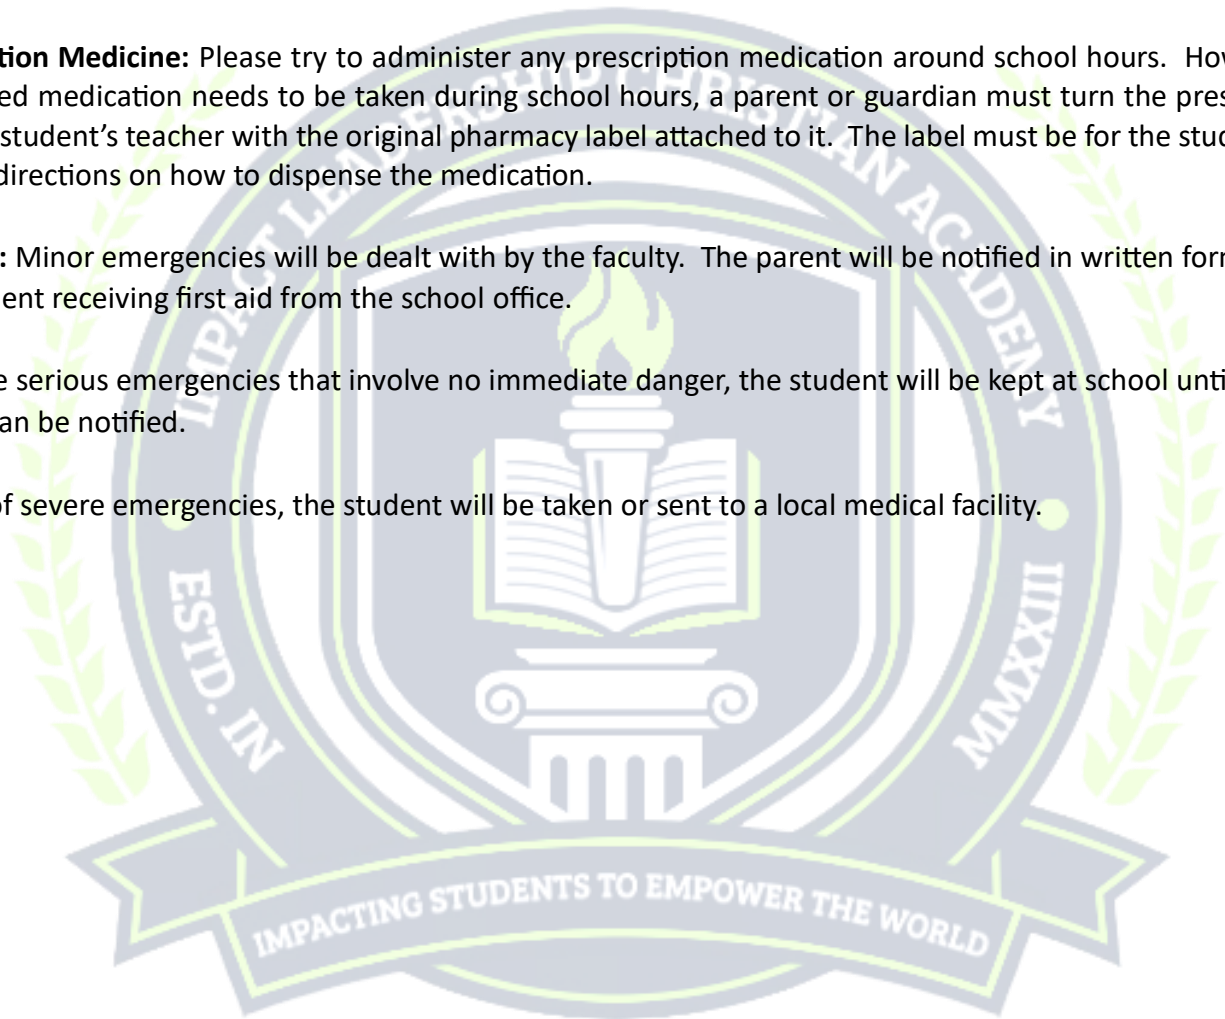 tion Medicine: Please try to administer any prescription medication around school hours. How
ed medication needs to be taken during school hours, a parent or guardian must turn the pres
student's teacher with the original pharmacy label attached to it. The label must be for the stud
directions on how to dispense the medication.
: Minor emergencies will be dealt with by the faculty. The parent will be notified in written form
ent receiving first aid from the school office.
e serious emergencies that involve no immediate danger, the student will be kept at school unti
an be notified.
of severe emergencies, the student will be taken or sent to a local medical facility.
IMPACT LEADERSHIP CHRISTIAN ACADEMY
ESTD. IN
MMXXIII
IMPACTING STUDENTS TO EMPOWER THE WORLD